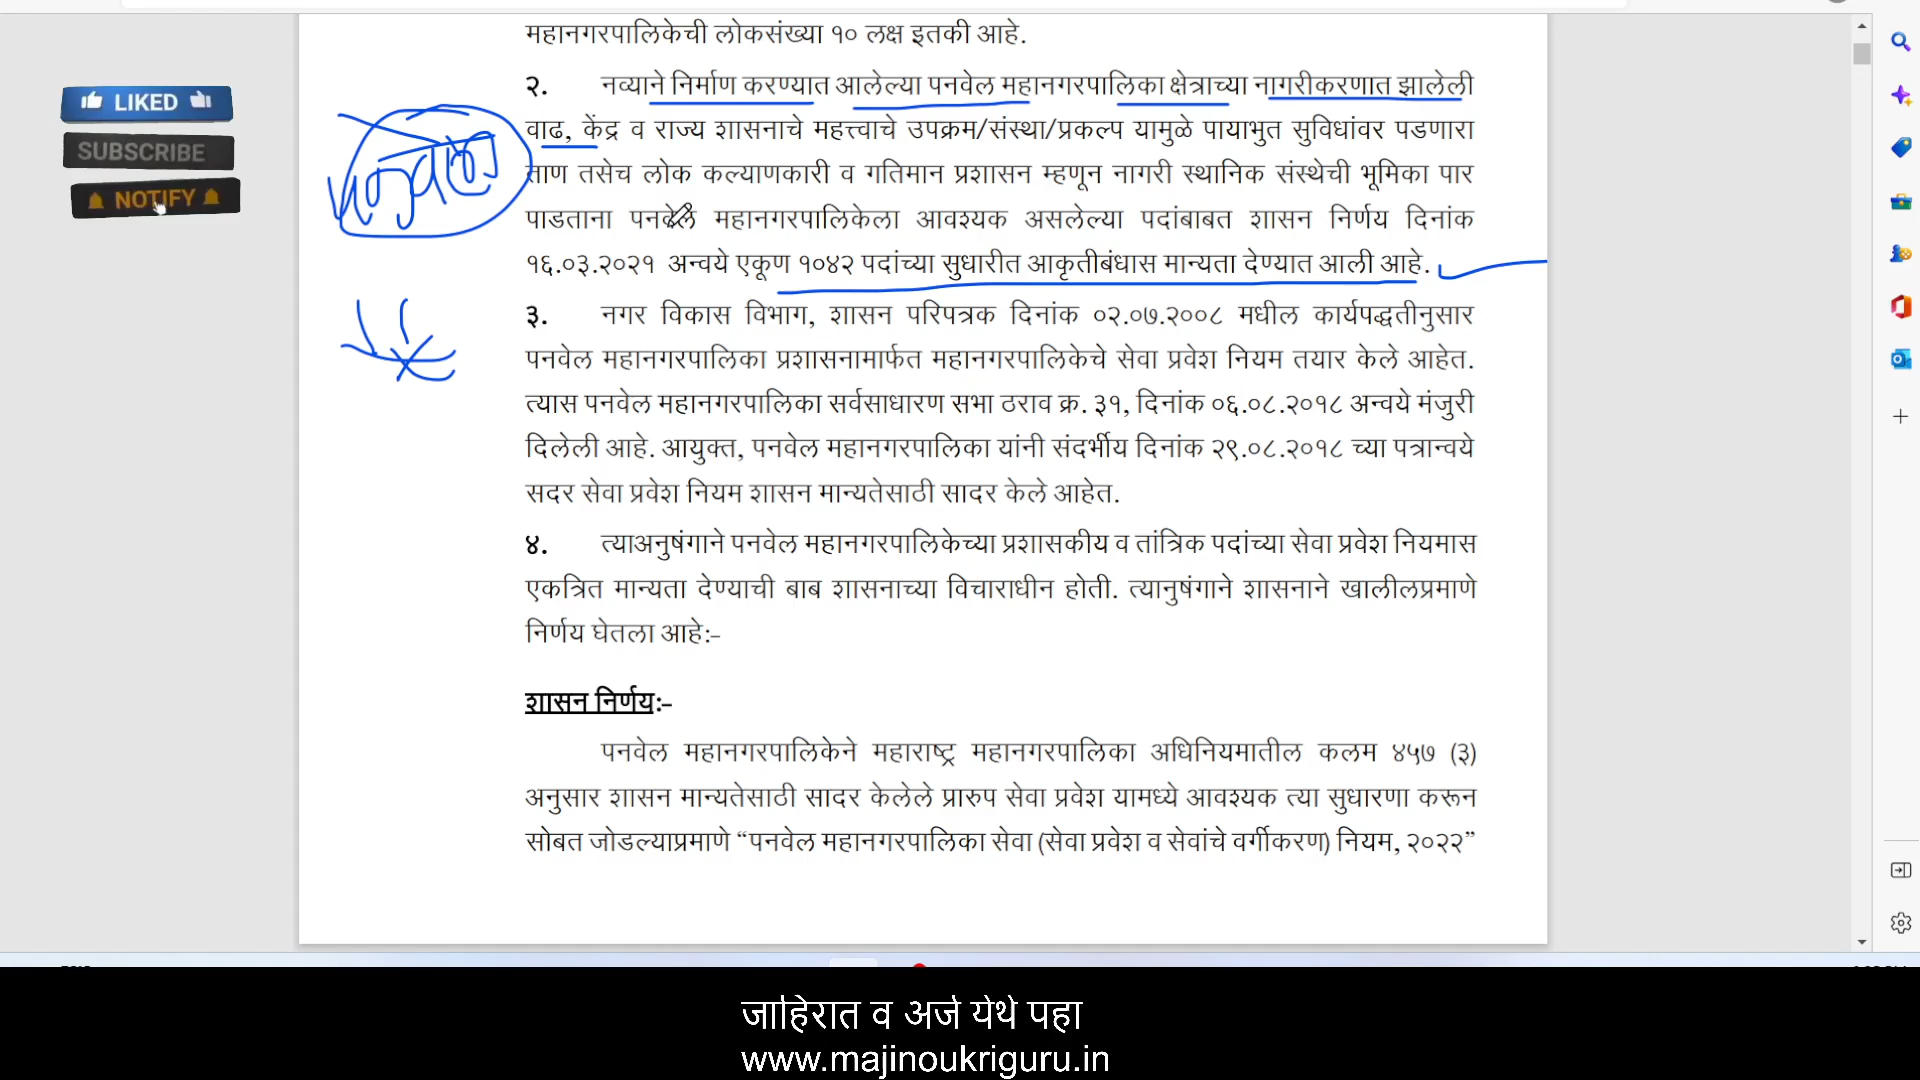 महानगरपालिकेची लोकसंख्या १० लक्ष इतकी आहे.
LIKED
SUBSCRIBE
NOTIFY
२. नव्याने निर्माण करण्यात आलेल्या पनवेल महानगरपालिका क्षेत्राच्या नागरीकरणात झालेली
वाढ, केंद्र व राज्य शासनाचे महत्त्वाचे उपक्रम/संस्था/प्रकल्प यामुळे पायाभुत सुविधांवर पडणारा
ताण तसेच लोक कल्याणकारी व गतिमान प्रशासन म्हणून नागरी स्थानिक संस्थेची भूमिका पार
पाडताना पनवेल महानगरपालिकेला आवश्यक असलेल्या पदांबाबत शासन निर्णय दिनांक
१६.०३.२०२१ अन्वये एकूण १०४२ पदांच्या सुधारीत आकृतीबंधास मान्यता देण्यात आली आहे.
३. नगर विकास विभाग, शासन परिपत्रक दिनांक ०२.०७.२००८ मधील कार्यपद्धतीनुसार
पनवेल महानगरपालिका प्रशासनामार्फत महानगरपालिकेचे सेवा प्रवेश नियम तयार केले आहेत.
त्यास पनवेल महानगरपालिका सर्वसाधारण सभा ठराव क्र. ३१, दिनांक ०६.०८.२०१८ अन्वये मंजुरी
दिलेली आहे. आयुक्त, पनवेल महानगरपालिका यांनी संदर्भीय दिनांक २९.०८.२०१८ च्या पत्रान्वये
सदर सेवा प्रवेश नियम शासन मान्यतेसाठी सादर केले आहेत.
४. त्याअनुषंगाने पनवेल महानगरपालिकेच्या प्रशासकीय व तांत्रिक पदांच्या सेवा प्रवेश नियमास
एकत्रित मान्यता देण्याची बाब शासनाच्या विचाराधीन होती. त्यानुषंगाने शासनाने खालीलप्रमाणे
निर्णय घेतला आहे:-
शासन निर्णय:-
पनवेल महानगरपालिकेने महाराष्ट्र महानगरपालिका अधिनियमातील कलम ४५७ (३)
अनुसार शासन मान्यतेसाठी सादर केलेले प्रारुप सेवा प्रवेश यामध्ये आवश्यक त्या सुधारणा करून
सोबत जोडल्याप्रमाणे “पनवेल महानगरपालिका सेवा (सेवा प्रवेश व सेवांचे वर्गीकरण) नियम, २०२२”
जाहिरात व अर्ज येथे पहा
www.majinoukriguru.in